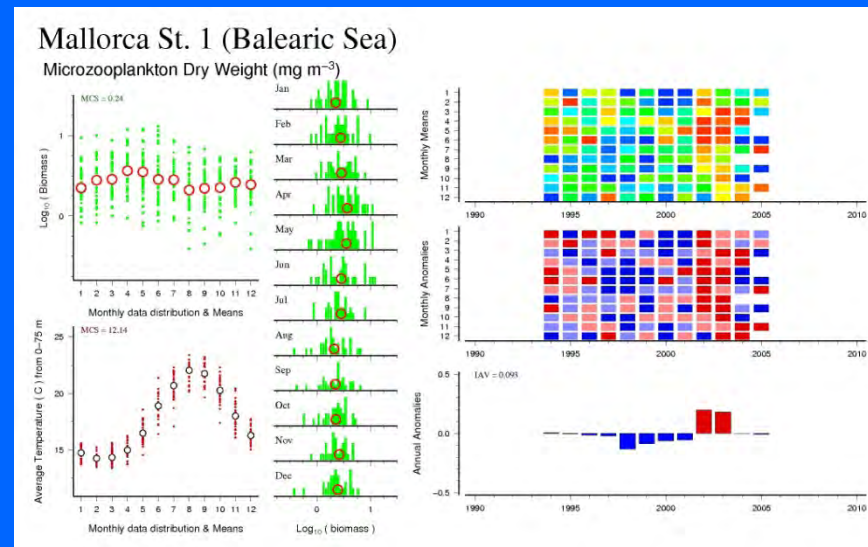 Mallorca St. 1 (Balearic Sea)
Microzooplankton Dry Weight (mg m⁻³)
MCS = 0.24
1
0
Log₁₀ ( Biomass )
1 2 3 4 5 6 7 8 9 10 11 12
Monthly data distribution & Means
MCS = 12.14
25
20
15
Average Temperature ( C ) from 0–75 m
1 2 3 4 5 6 7 8 9 10 11 12
Monthly data distribution & Means
Jan
Feb
Mar
Apr
May
Jun
Jul
Aug
Sep
Oct
Nov
Dec
0 1
Log₁₀ ( biomass )
Monthly Means
1
2
3
4
5
6
7
8
9
10
11
12
1990 1995 2000 2005 2010
Monthly Anomalies
1
2
3
4
5
6
7
8
9
10
11
12
1990 1995 2000 2005 2010
Annual Anomalies
IAV = 0.093
0.5
0.0
−0.5
1990 1995 2000 2005 2010